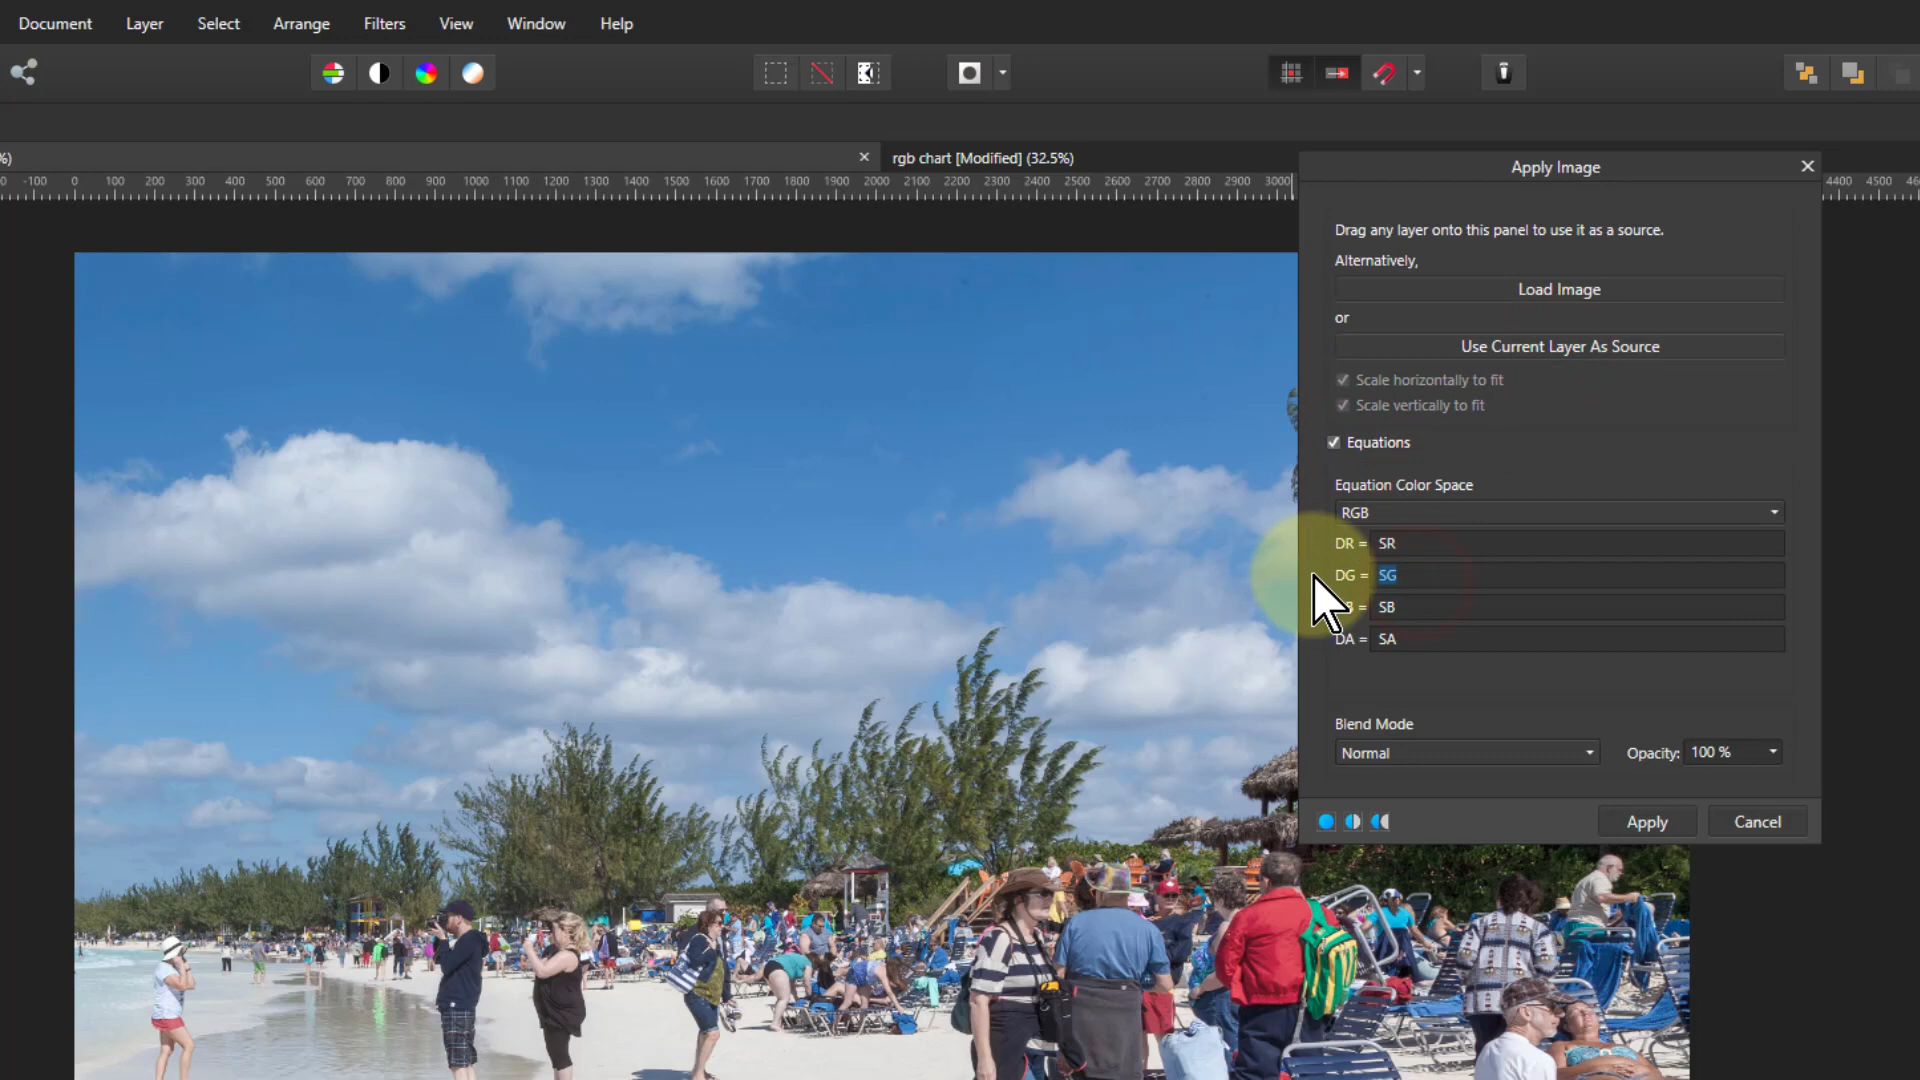 Document Layer Select Arrange Filters View Window Help
%) rgb chart [Modified] (32.5%)
-100 0 100 200 300 400 500 600 700 800 900 1000 1100 1200 1300 1400 1500 1600 1700 1800 1900 2000 2100 2200 2300 2400 2500 2600 2700 2800 2900 3000 4400 4500
Apply Image
Drag any layer onto this panel to use it as a source.
Alternatively,
Load Image
or
Use Current Layer As Source
Scale horizontally to fit
Scale vertically to fit
Equations
Equation Color Space
RGB
DR = SR
DG = SG
= SB
DA = SA
Blend Mode
Normal Opacity: 100 %
Apply Cancel